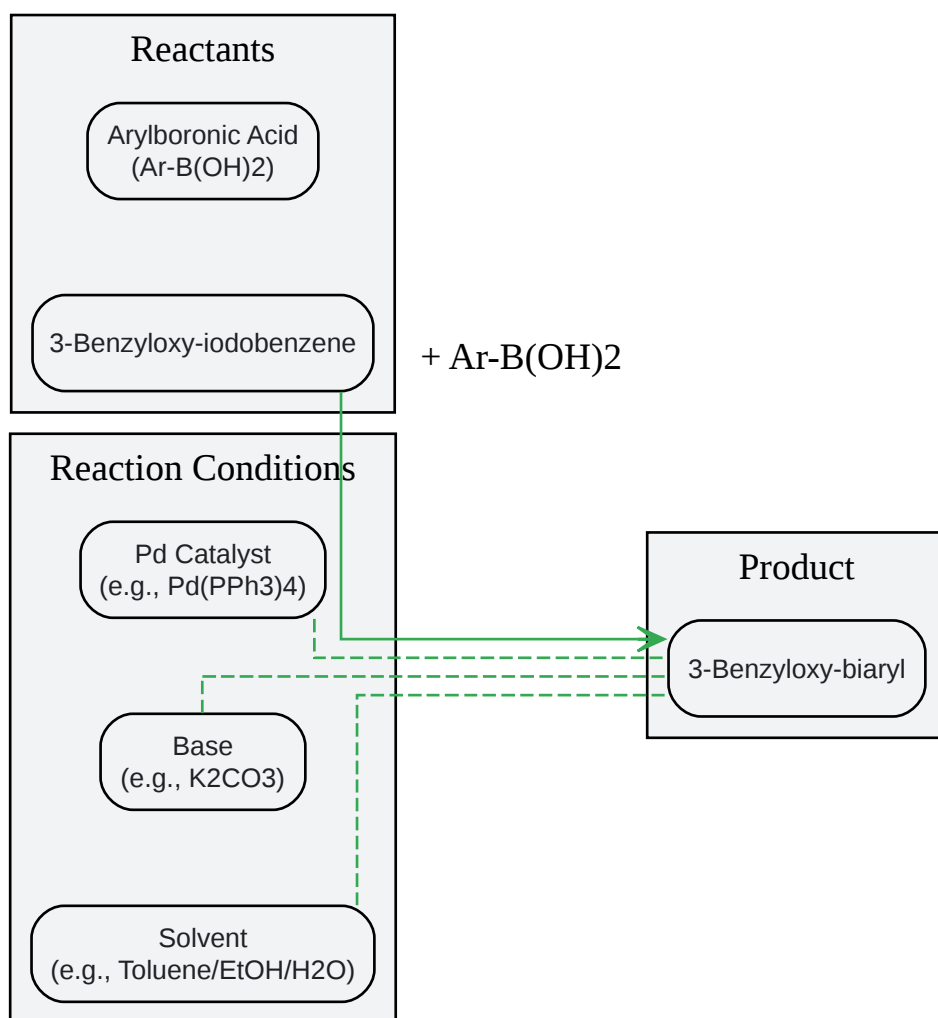 Reactants
Arylboronic Acid
(Ar-B(OH)2)
3-Benzyloxy-iodobenzene
+ Ar-B(OH)2
Reaction Conditions
Pd Catalyst
(e.g., Pd(PPh3)4)
Product
3-Benzyloxy-biaryl
Base
(e.g., K2CO3)
Solvent
(e.g., Toluene/EtOH/H2O)